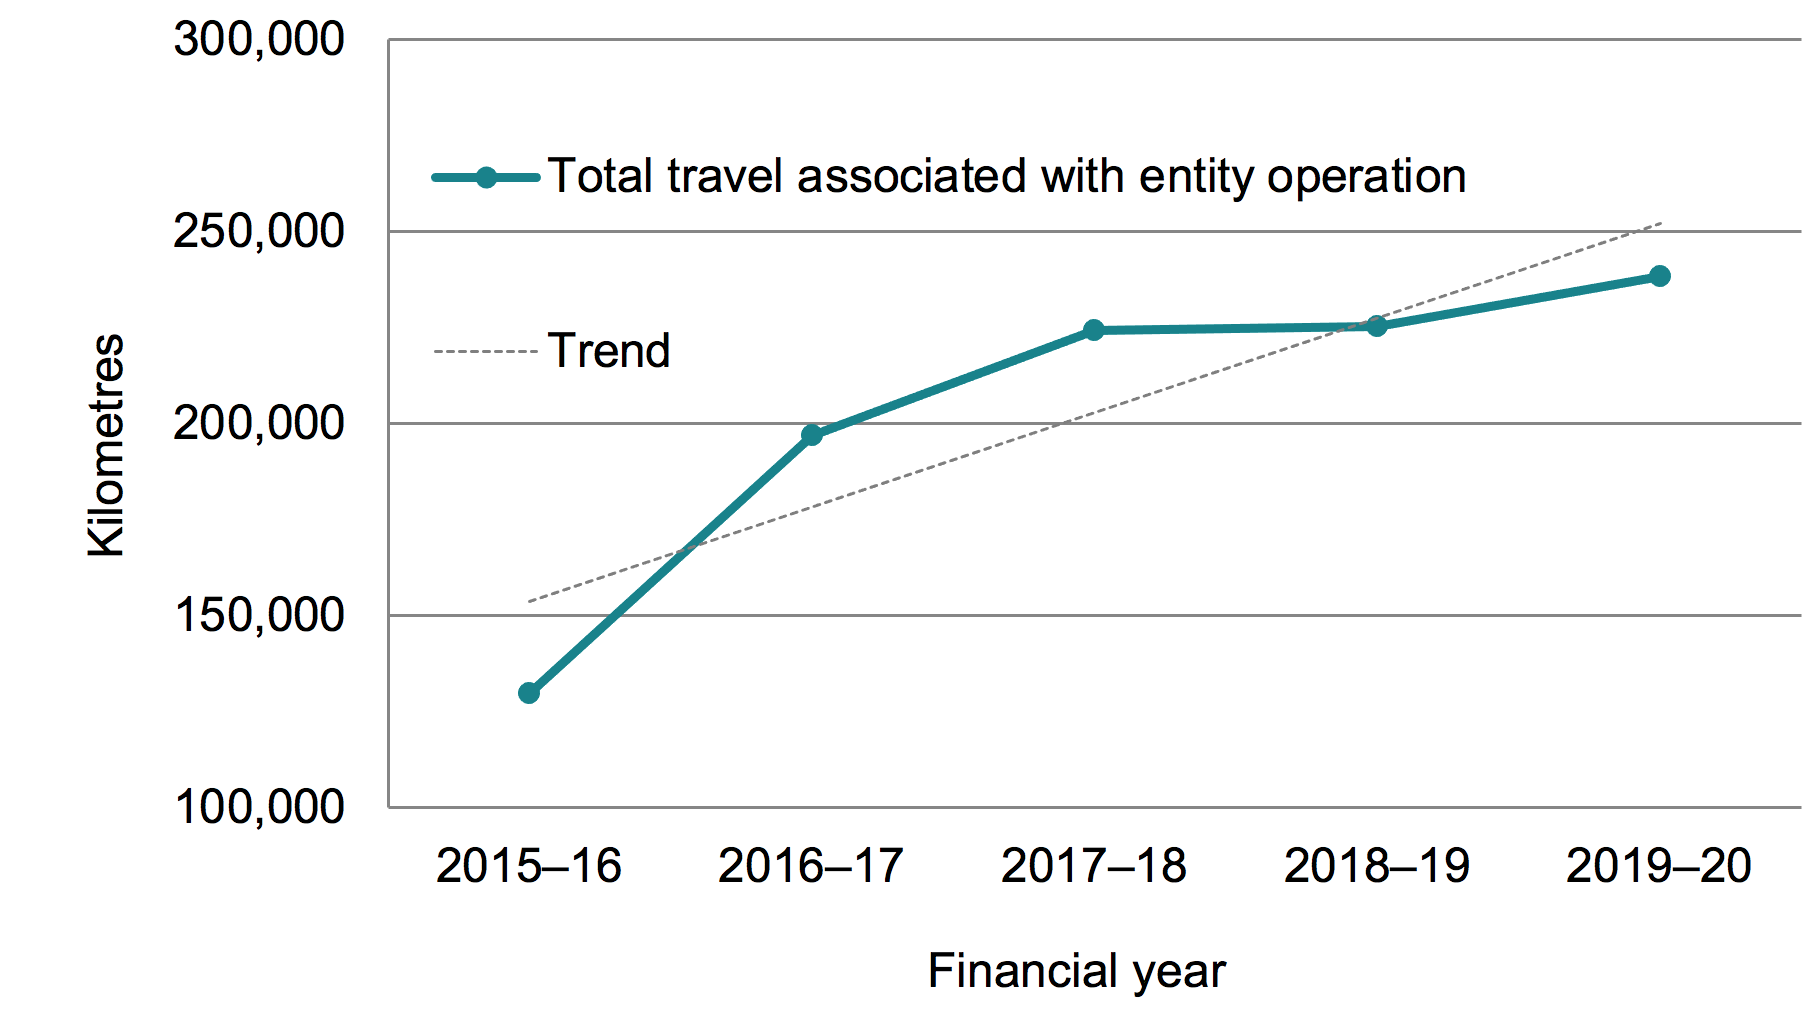 300,000
Total travel associated with entity operation
250,000
Trend
200,000
150,000
100,000
Kilometres
2015–16 2016–17 2017–18 2018–19 2019–20
Financial year